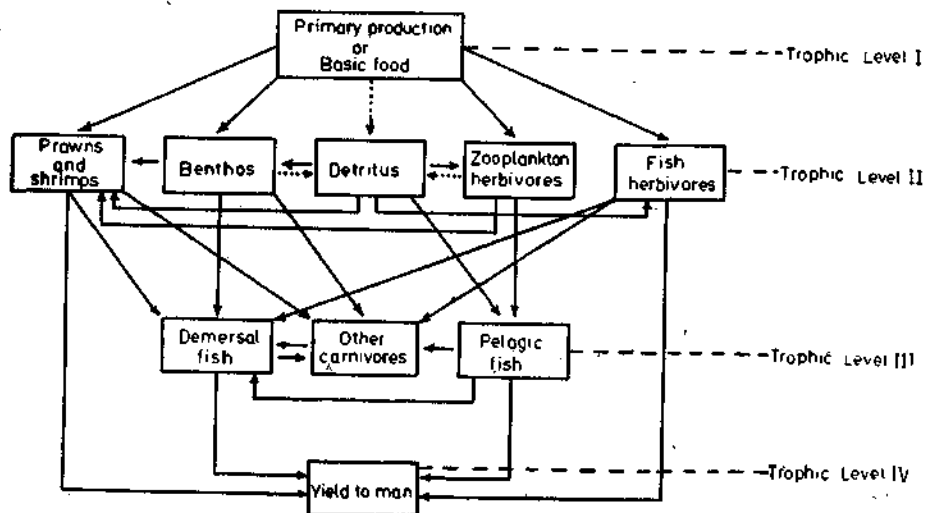 Primary production
or
Basic food
Trophic Level I
Prawns
and
shrimps
Benthos
Detritus
Zooplankton
herbivores
Fish
herbivores
Trophic Level II
Demersal
fish
Other
carnivores
Pelagic
fish
Trophic Level III
Yield to man
Trophic Level IV